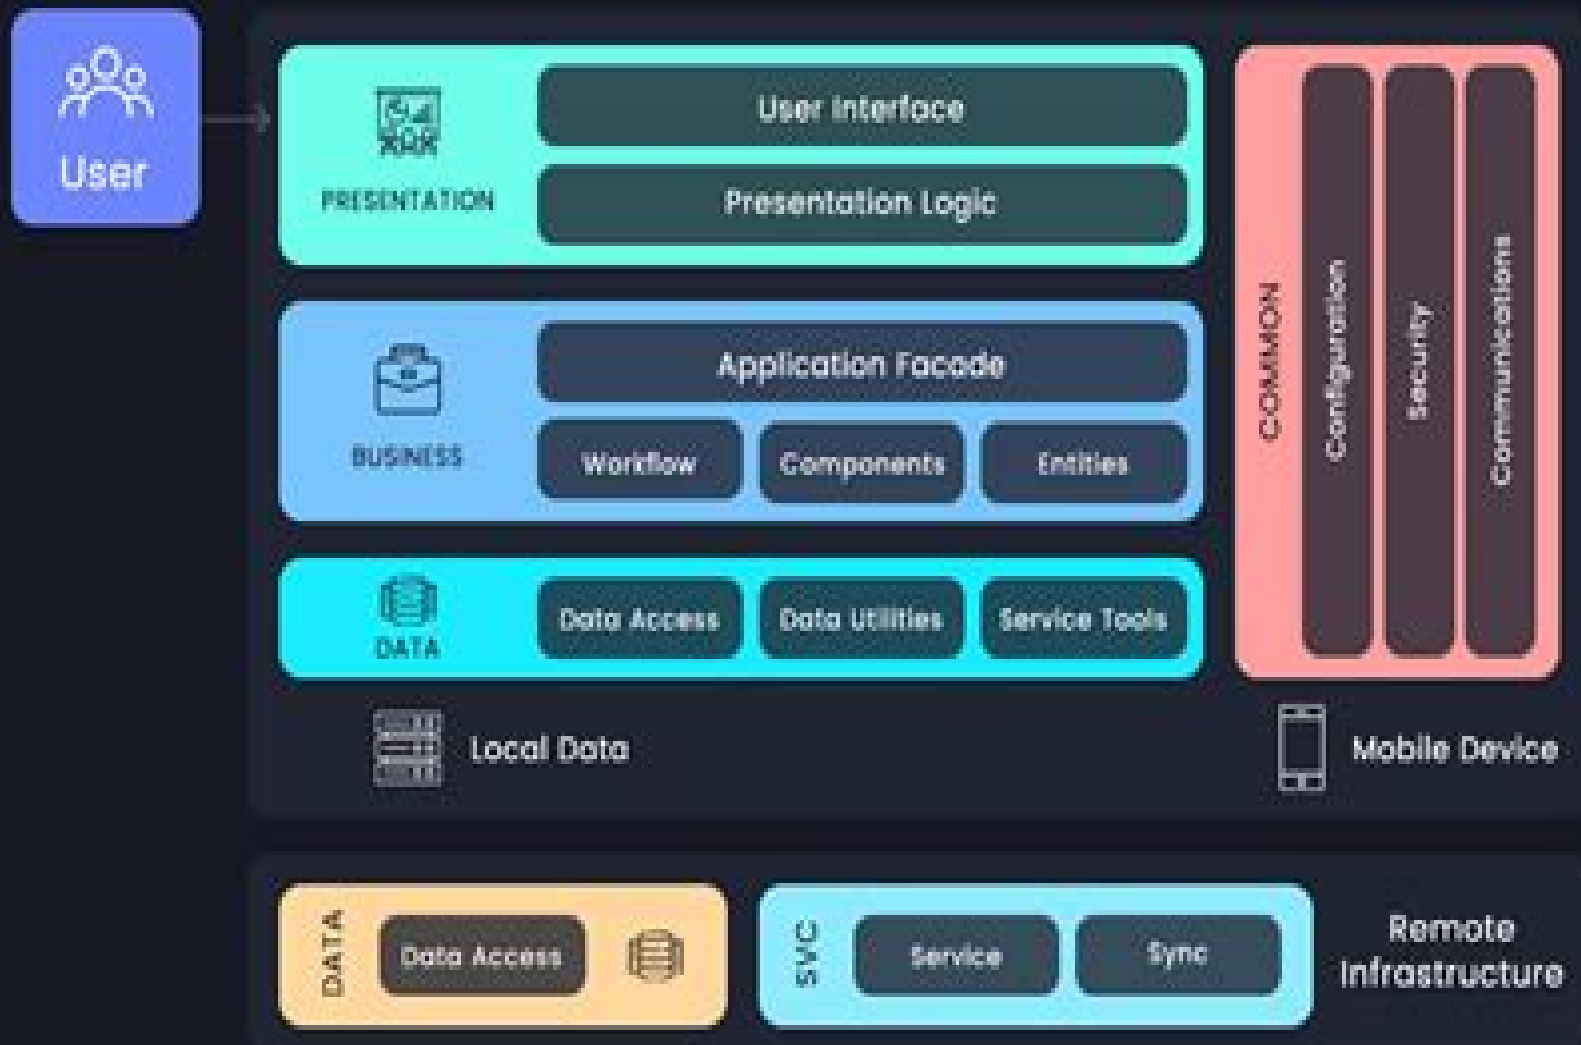 User
PRESENTATION
User Interface
Presentation Logic
BUSINESS
Application Facade
Workflow
Components
Entities
DATA
Data Access
Data Utilities
Service Tools
COMMON
Configuration
Security
Communications
Local Data
Mobile Device
DATA
Data Access
SVC
Service
Sync
Remote
Infrastructure